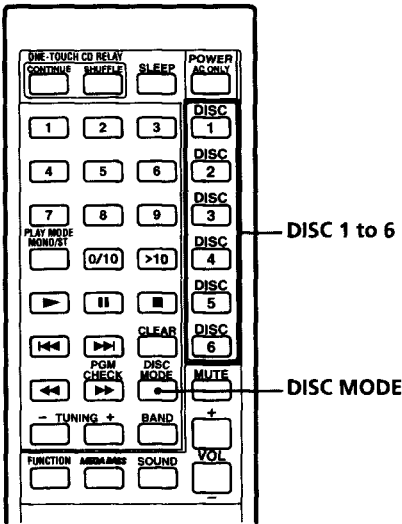 ONE-TOUCH CD RELAY
CONTINUE SHUFFLE SLEEP POWER
AC ONLY
DISC
1 2 3 1
DISC
4 5 6 2
DISC
7 8 9 3
PLAY MODE
MONO/ST
DISC
0/10 >10 4
DISC
5
CLEAR DISC
6
PGM
CHECK DISC
MODE MUTE
− TUNING + BAND +
VOL
−
FUNCTION MEGA BASS SOUND
DISC 1 to 6
DISC MODE